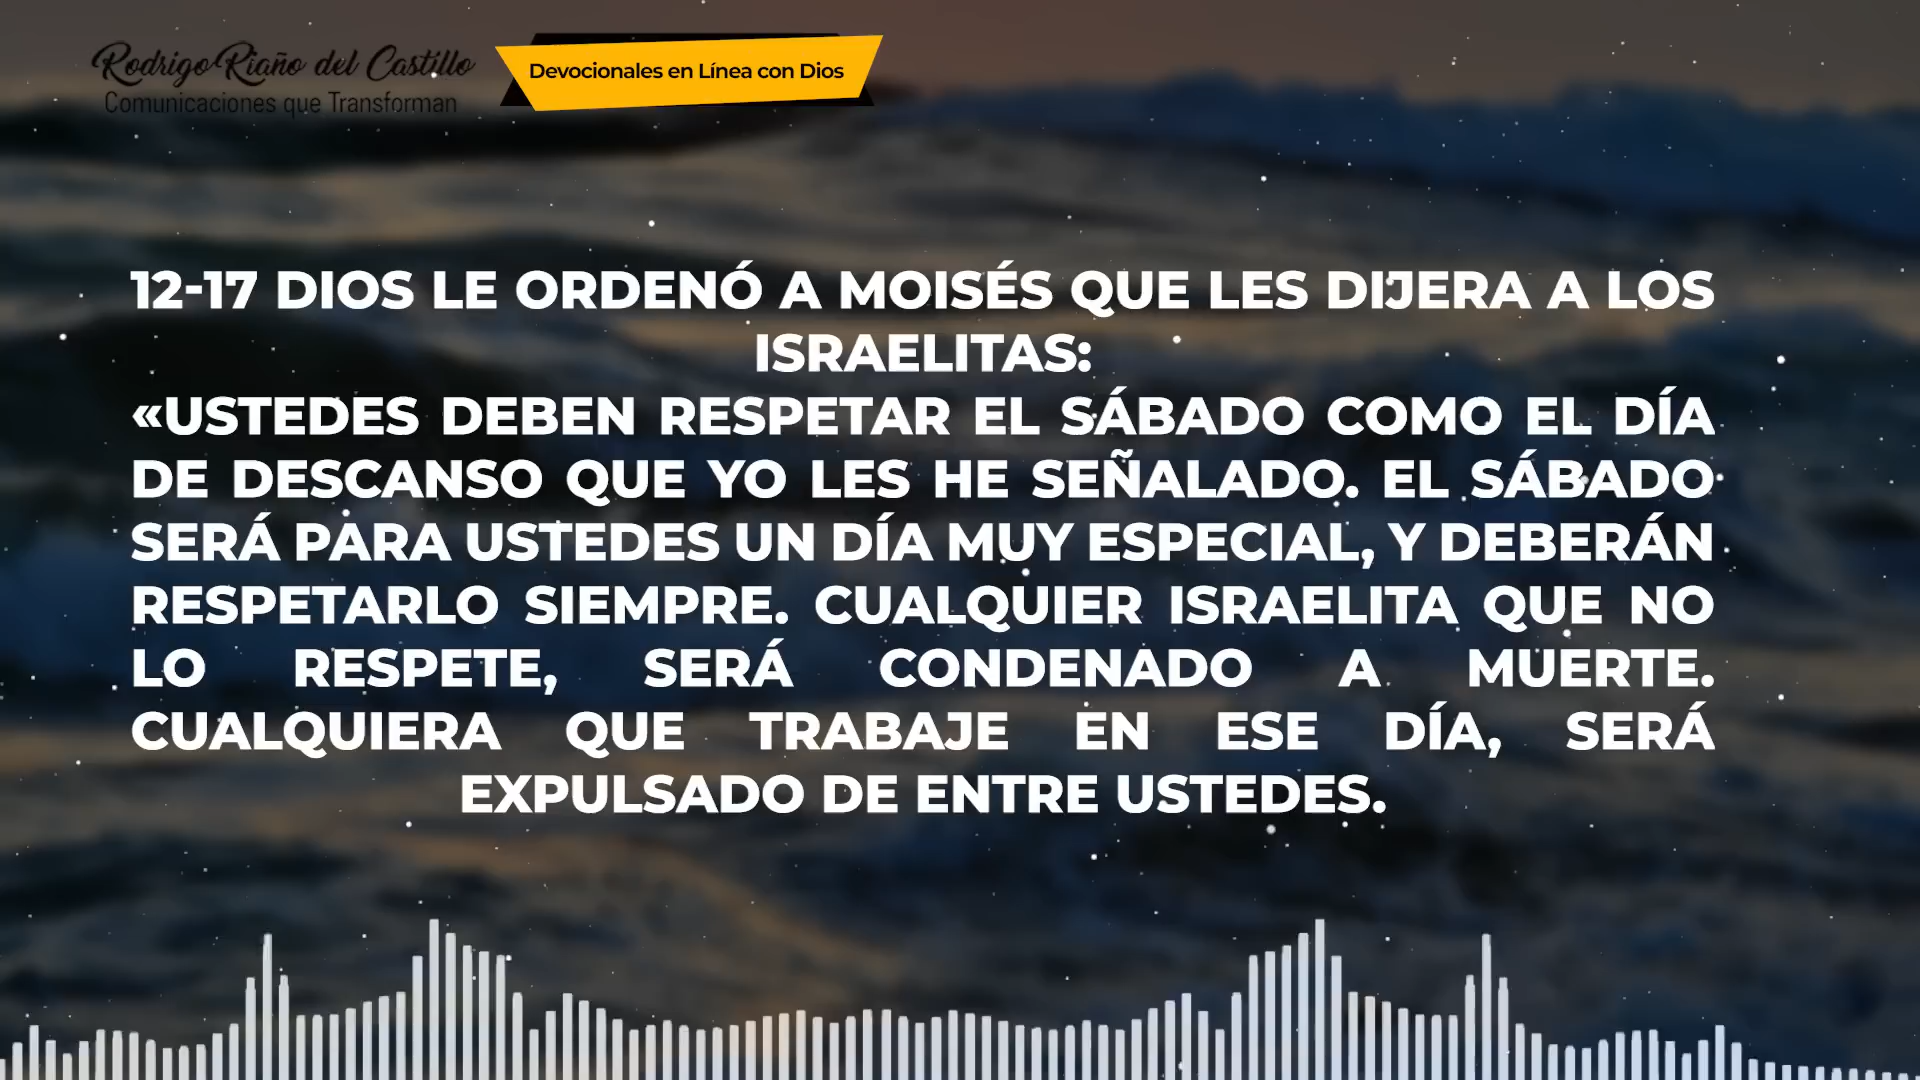 Rodrigo Riaño del Castillo
Comunicaciones que Transforman
Devocionales en Línea con Dios
12-17 DIOS LE ORDENÓ A MOISÉS QUE LES DIJERA A LOS
ISRAELITAS:
«USTEDES DEBEN RESPETAR EL SÁBADO COMO EL DÍA
DE DESCANSO QUE YO LES HE SEÑALADO. EL SÁBADO
SERÁ PARA USTEDES UN DÍA MUY ESPECIAL, Y DEBERÁN
RESPETARLO SIEMPRE. CUALQUIER ISRAELITA QUE NO
LO RESPETE, SERÁ CONDENADO A MUERTE.
CUALQUIERA QUE TRABAJE EN ESE DÍA, SERÁ
EXPULSADO DE ENTRE USTEDES.